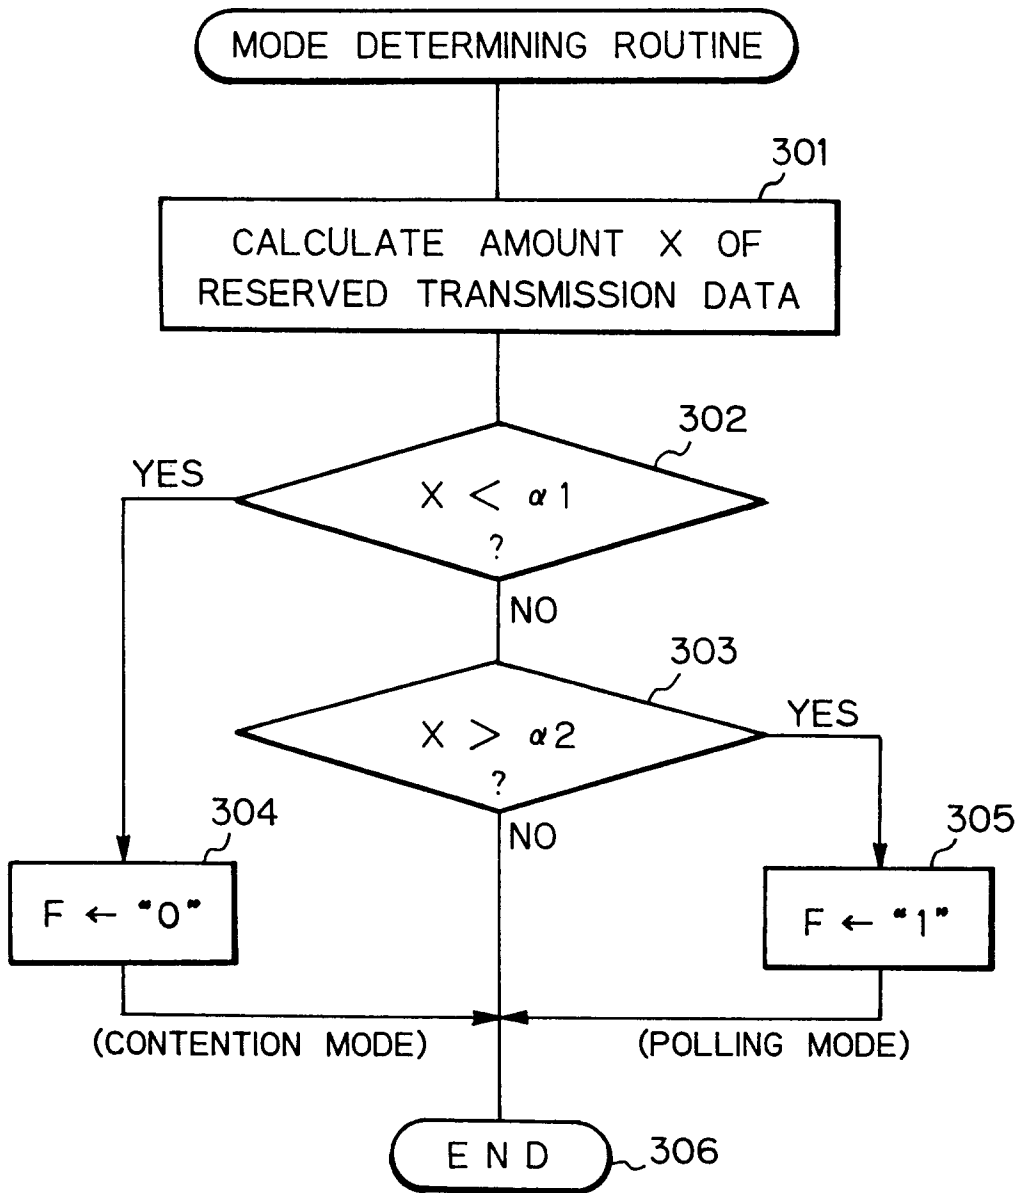 MODE DETERMINING ROUTINE
301
CALCULATE AMOUNT X OF
RESERVED TRANSMISSION DATA
302
YES
X < α1
?
NO
303
X > α2
?
YES
NO
304
F ← “0”
305
F ← “1”
(CONTENTION MODE)
(POLLING MODE)
END
306